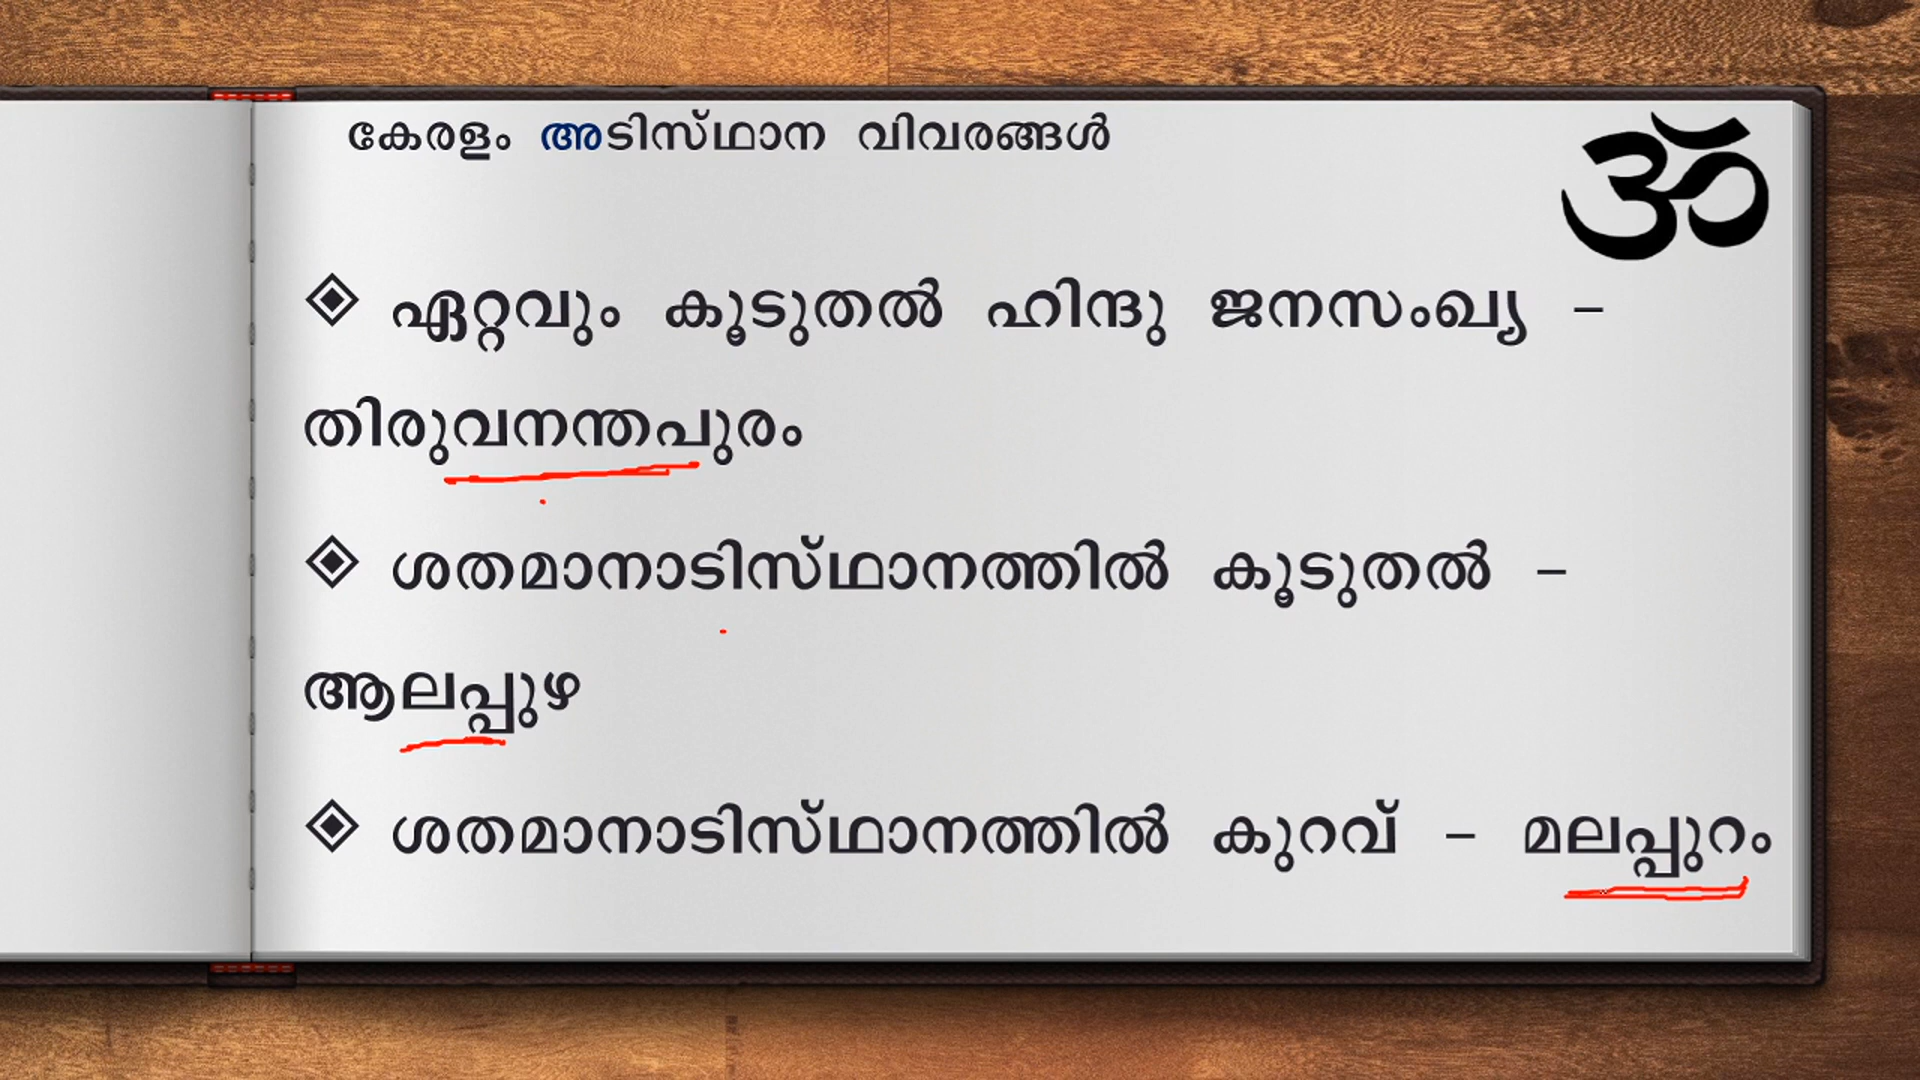 കേരളം അടിസ്ഥാന വിവരങ്ങൾ
ॐ
ഏറ്റവും കൂടുതൽ ഹിന്ദു ജനസംഖ്യ -
തിരുവനന്തപുരം
ശതമാനാടിസ്ഥാനത്തിൽ കൂടുതൽ -
ആലപ്പുഴ
ശതമാനാടിസ്ഥാനത്തിൽ കുറവ് - മലപ്പുറം